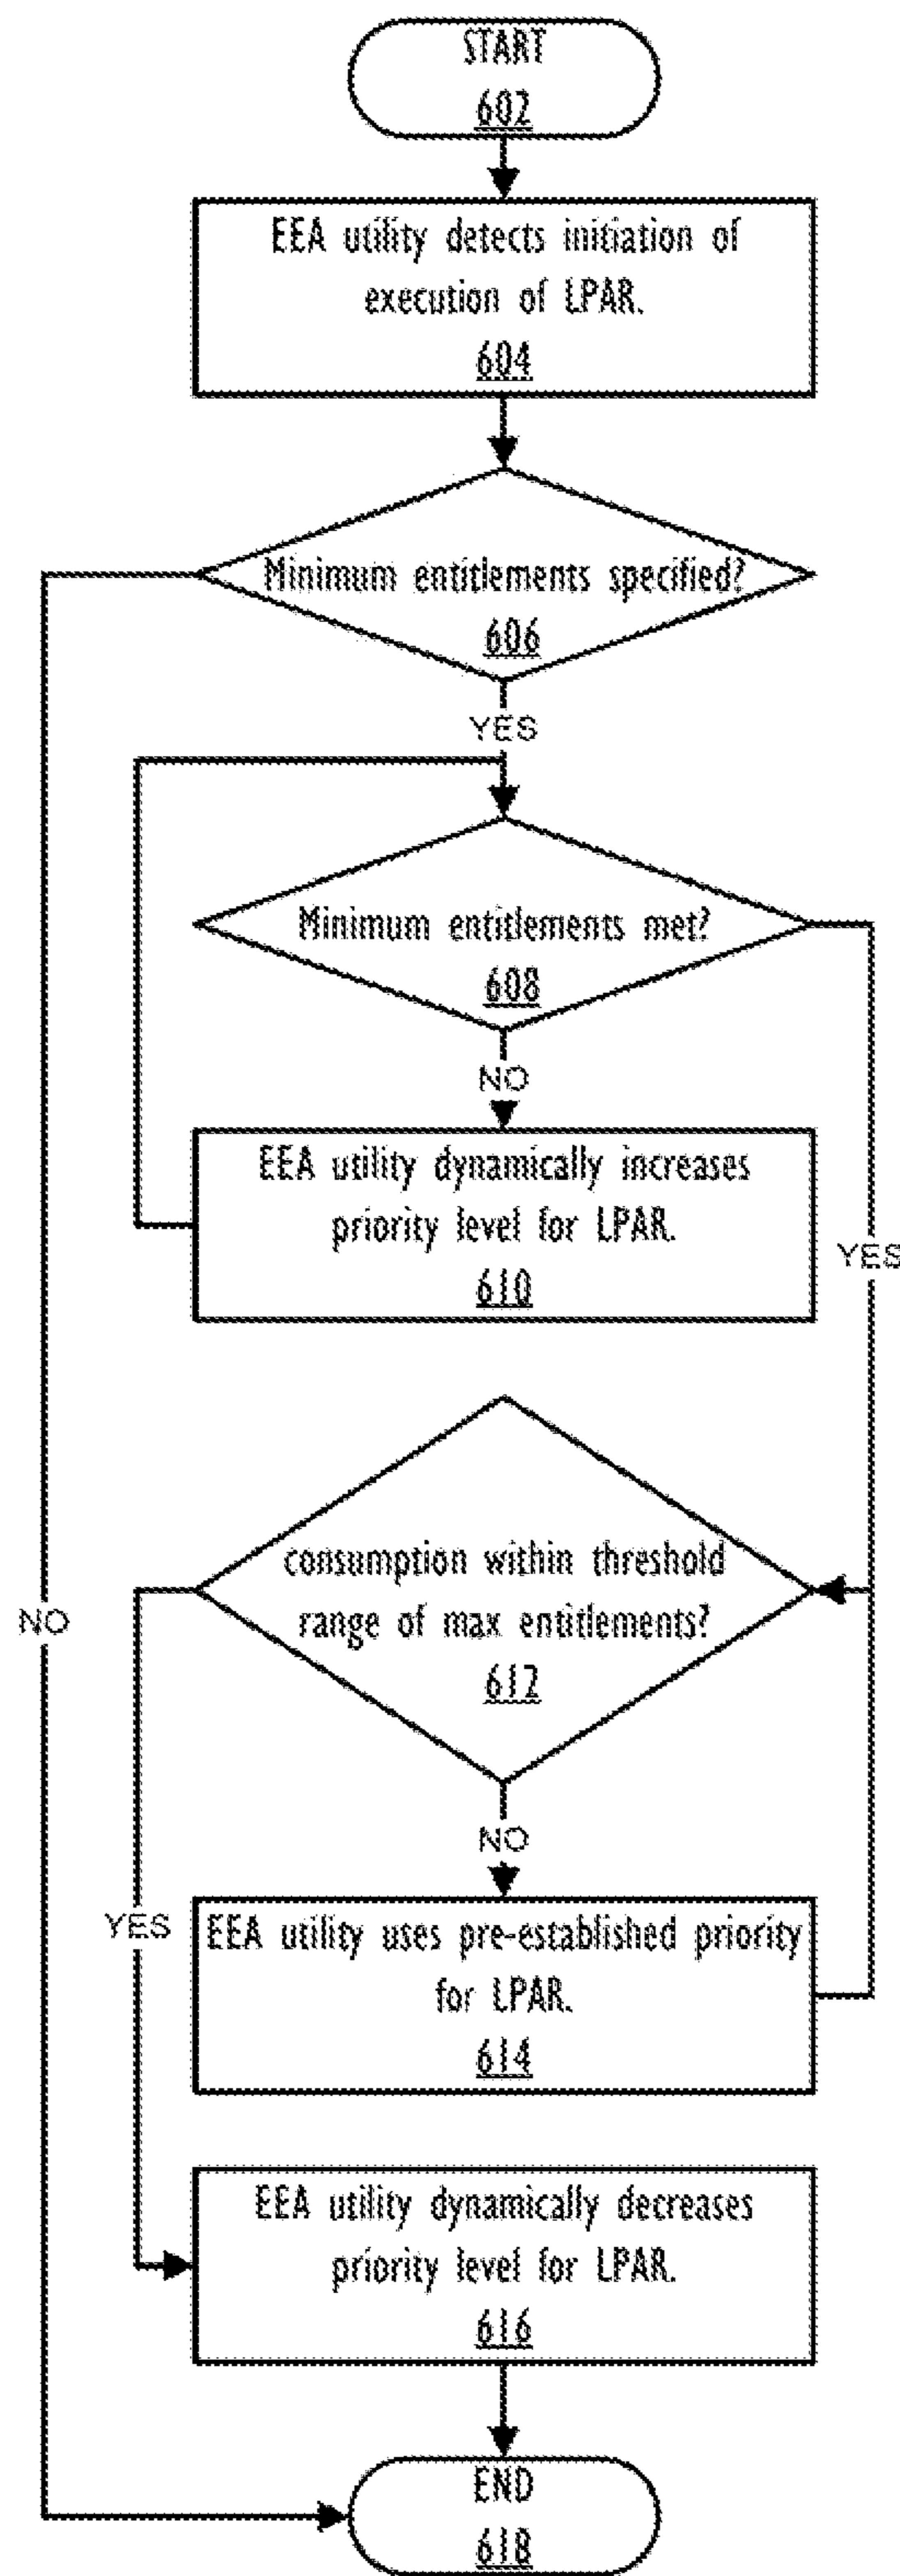 START
602
EEA utility detects initiation of
execution of LPAR.
604
Minimum entitlements specified?
606
YES
Minimum entitlements met?
608
NO
EEA utility dynamically increases
priority level for LPAR.
610
YES
consumption within threshold
range of max entitlements?
612
NO
NO
YES
EEA utility uses pre-established priority
for LPAR.
614
EEA utility dynamically decreases
priority level for LPAR.
616
END
618